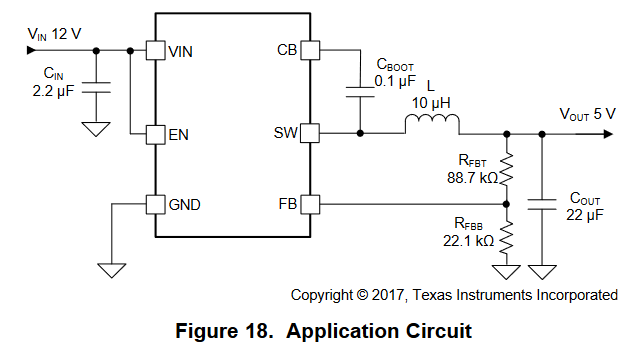 VIN 12 V
VIN
CB
CIN
2.2 µF
CBOOT
0.1 µF
L
10 µH
VOUT 5 V
EN
SW
RFBT
88.7 kΩ
GND
FB
COUT
22 µF
RFBB
22.1 kΩ
Copyright © 2017, Texas Instruments Incorporated
Figure 18. Application Circuit